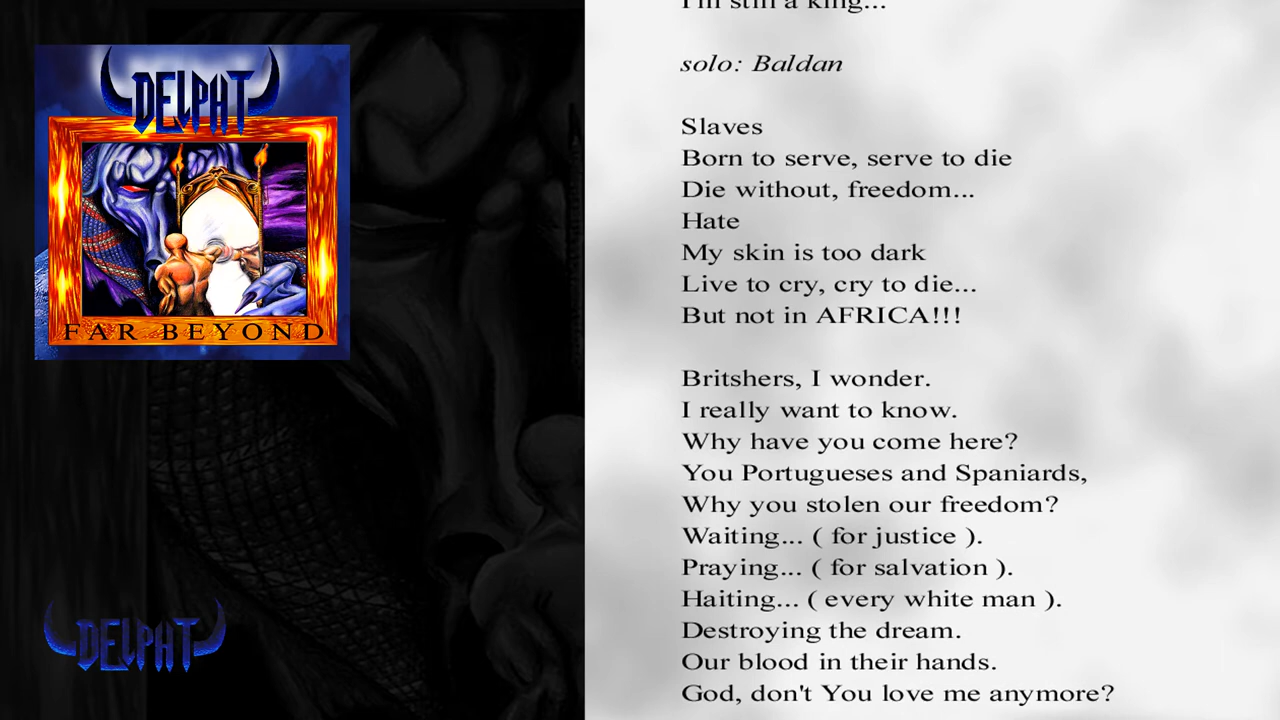 DELPHT
FAR BEYOND
DELPHT
I'm still a king...
solo: Baldan
Slaves
Born to serve, serve to die
Die without, freedom...
Hate
My skin is too dark
Live to cry, cry to die...
But not in AFRICA!!!
Britshers, I wonder.
I really want to know.
Why have you come here?
You Portugueses and Spaniards,
Why you stolen our freedom?
Waiting... ( for justice ).
Praying... ( for salvation ).
Haiting... ( every white man ).
Destroying the dream.
Our blood in their hands.
God, don't You love me anymore?